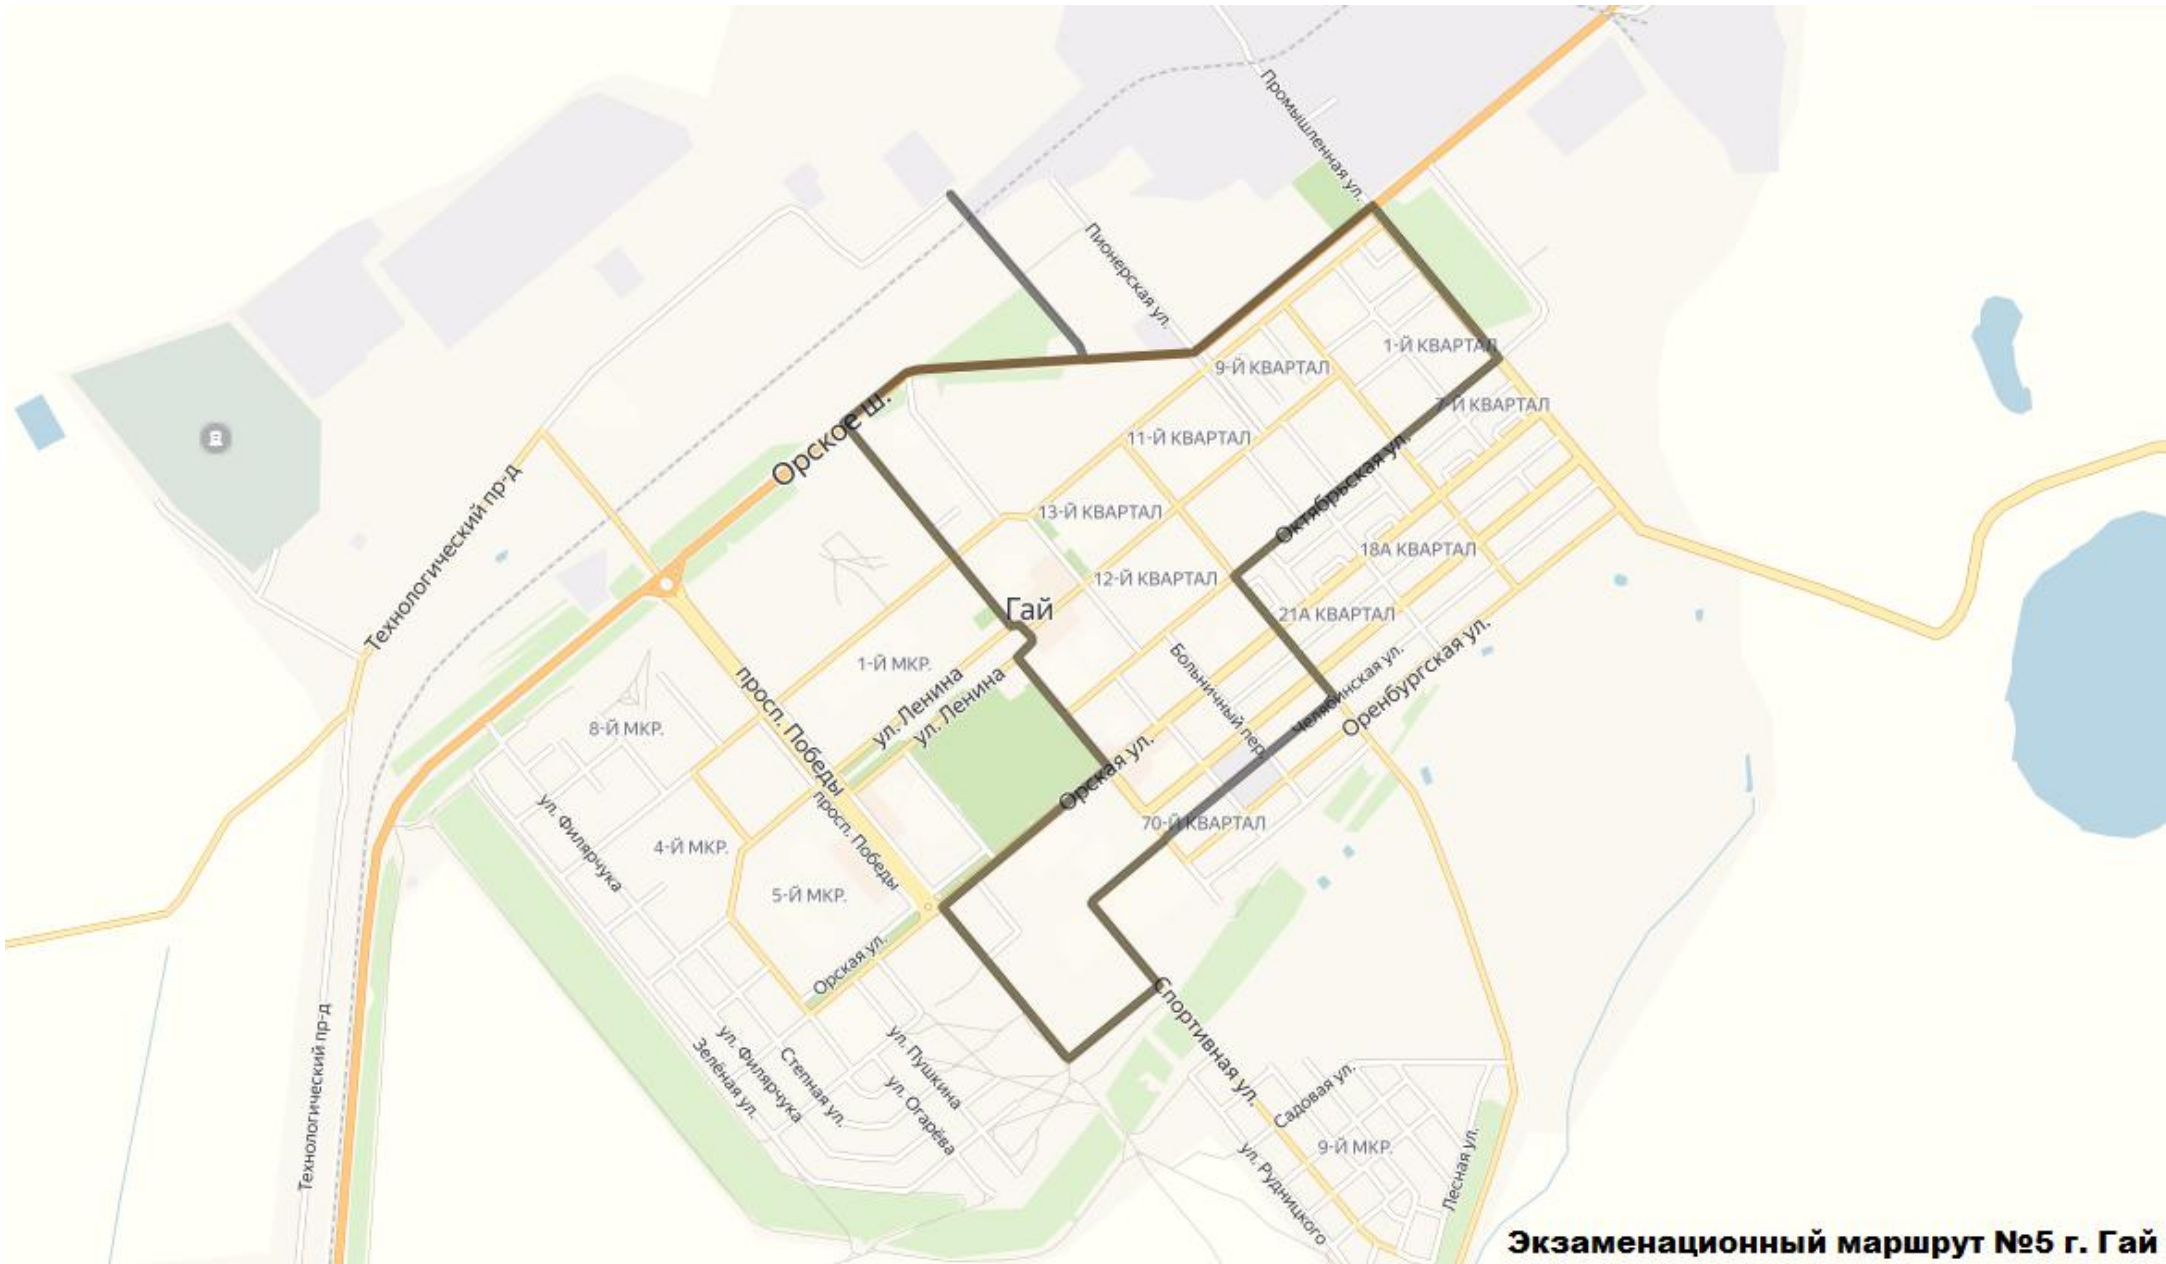 Промышленная ул.
Пионерская ул.
1-Й КВАРТАЛ
9-Й КВАРТАЛ
7-Й КВАРТАЛ
Орское ш.
11-Й КВАРТАЛ
Октябрьская ул.
Технологический пр-д
13-Й КВАРТАЛ
18А КВАРТАЛ
12-Й КВАРТАЛ
Гай
21А КВАРТАЛ
1-Й МКР.
Больничный пер.
Челябинская ул.
Оренбургская ул.
просп. Победы
ул. Ленина
ул. Ленина
8-Й МКР.
Орская ул.
ул. Филярчука
просп. Победы
70-Й КВАРТАЛ
4-Й МКР.
5-Й МКР.
Орская ул.
Спортивная ул.
Технологический пр-д
Зелёная ул.
ул. Филярчука
Степная ул.
ул. Пушкина
ул. Огарёва
Садовая ул.
9-Й МКР.
ул. Рудницкого
Лесная ул.
Экзаменационный маршрут №5 г. Гай